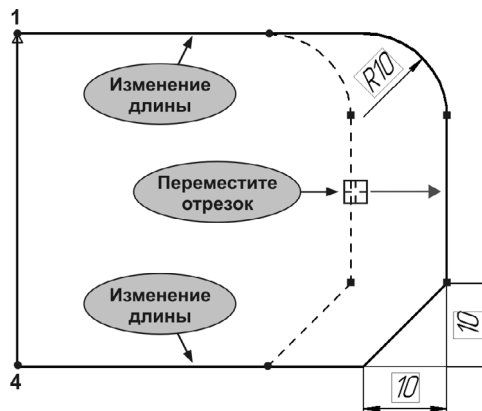 1
Изменение
длины
R10
Переместите
отрезок
Изменение
длины
10
4
10